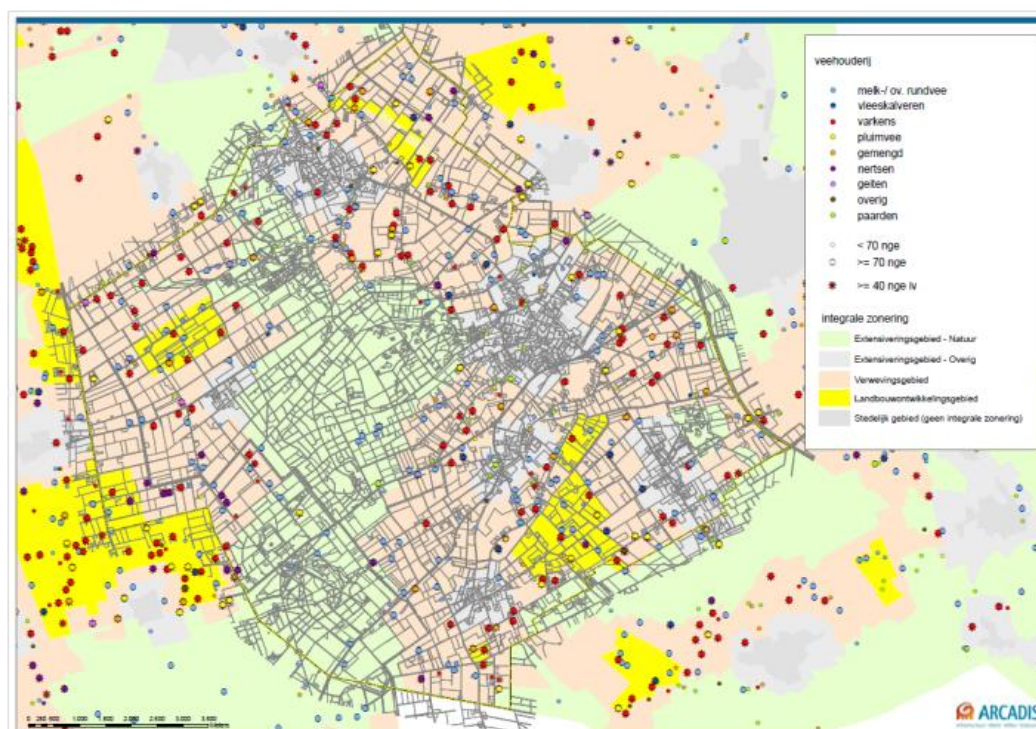 veehouderij
melk-/ ov. rundvee
vleeskalveren
varkens
pluimvee
gemengd
nertsen
geiten
overig
paarden
< 70 nge
>= 70 nge
>= 40 nge iv
integrale zonering
Extensiveringsgebied - Natuur
Extensiveringsgebied - Overig
Verwevingsgebied
Landbouwontwikkelingsgebied
Stedelijk gebied (geen integrale zonering)
ARCADIS